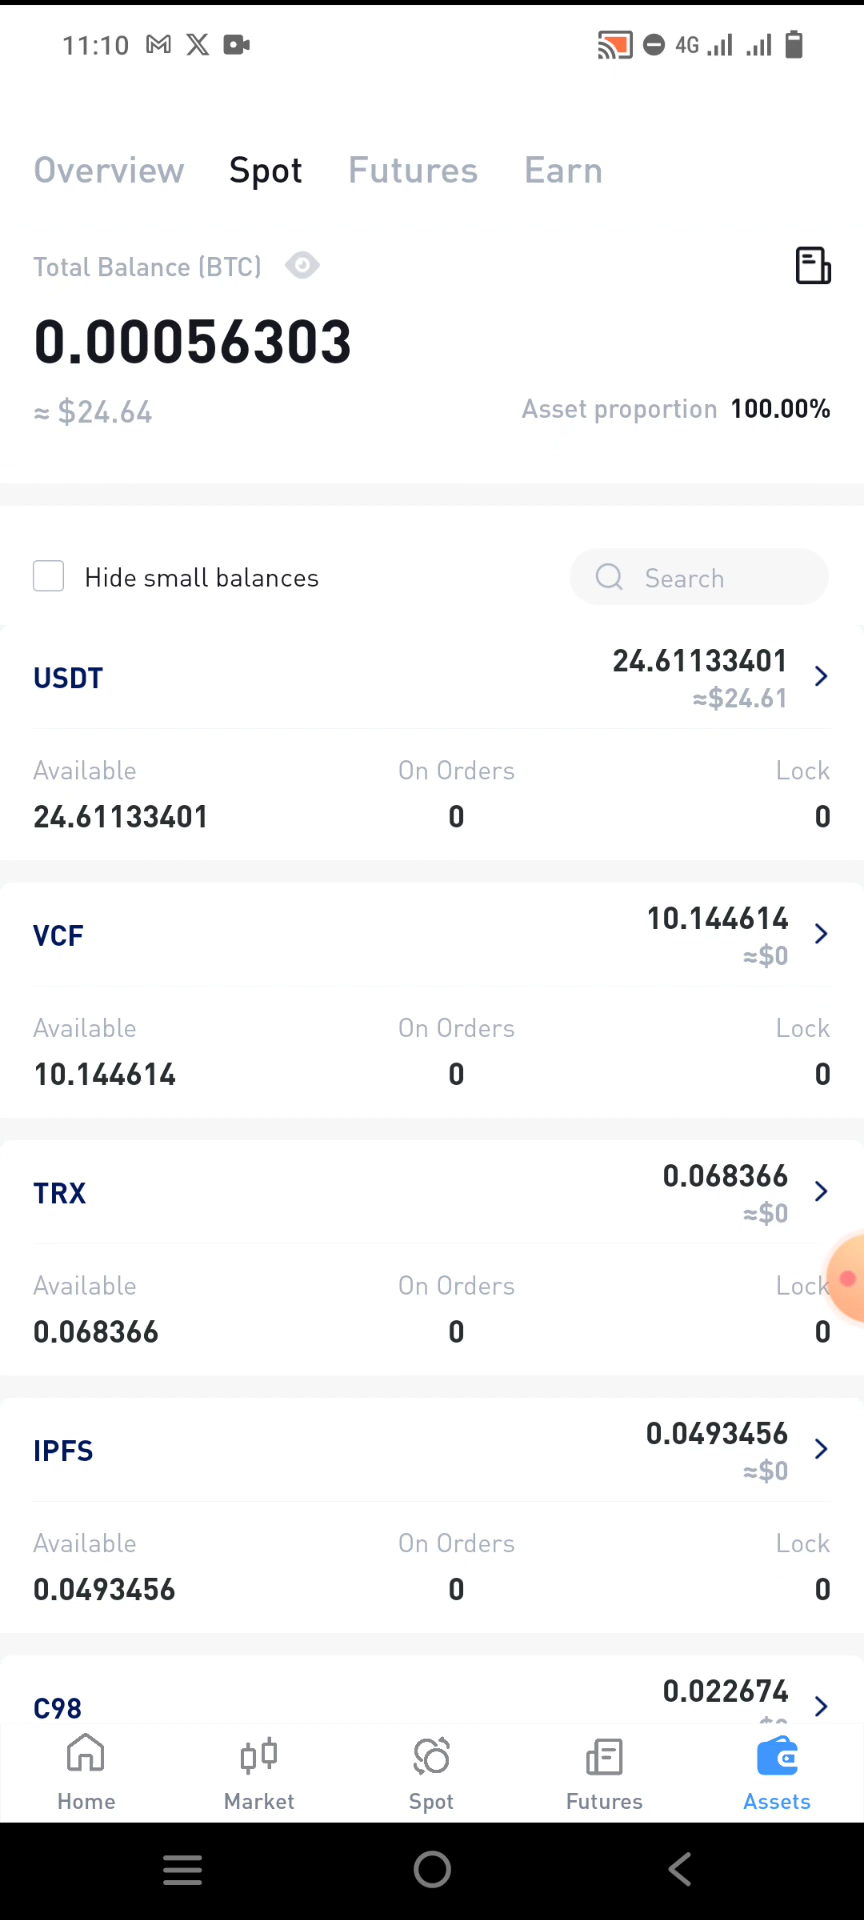 11:10 4G
Overview Spot Futures Earn
Total Balance (BTC)
0.00056303
≈ $24.64 Asset proportion 100.00%
Hide small balances Search
USDT 24.61133401
≈$24.61
Available On Orders Lock
24.61133401 0 0
VCF 10.144614
≈$0
Available On Orders Lock
10.144614 0 0
TRX 0.068366
≈$0
Available On Orders Lock
0.068366 0 0
IPFS 0.0493456
≈$0
Available On Orders Lock
0.0493456 0 0
C98 0.022674
Home Market Spot Futures Assets